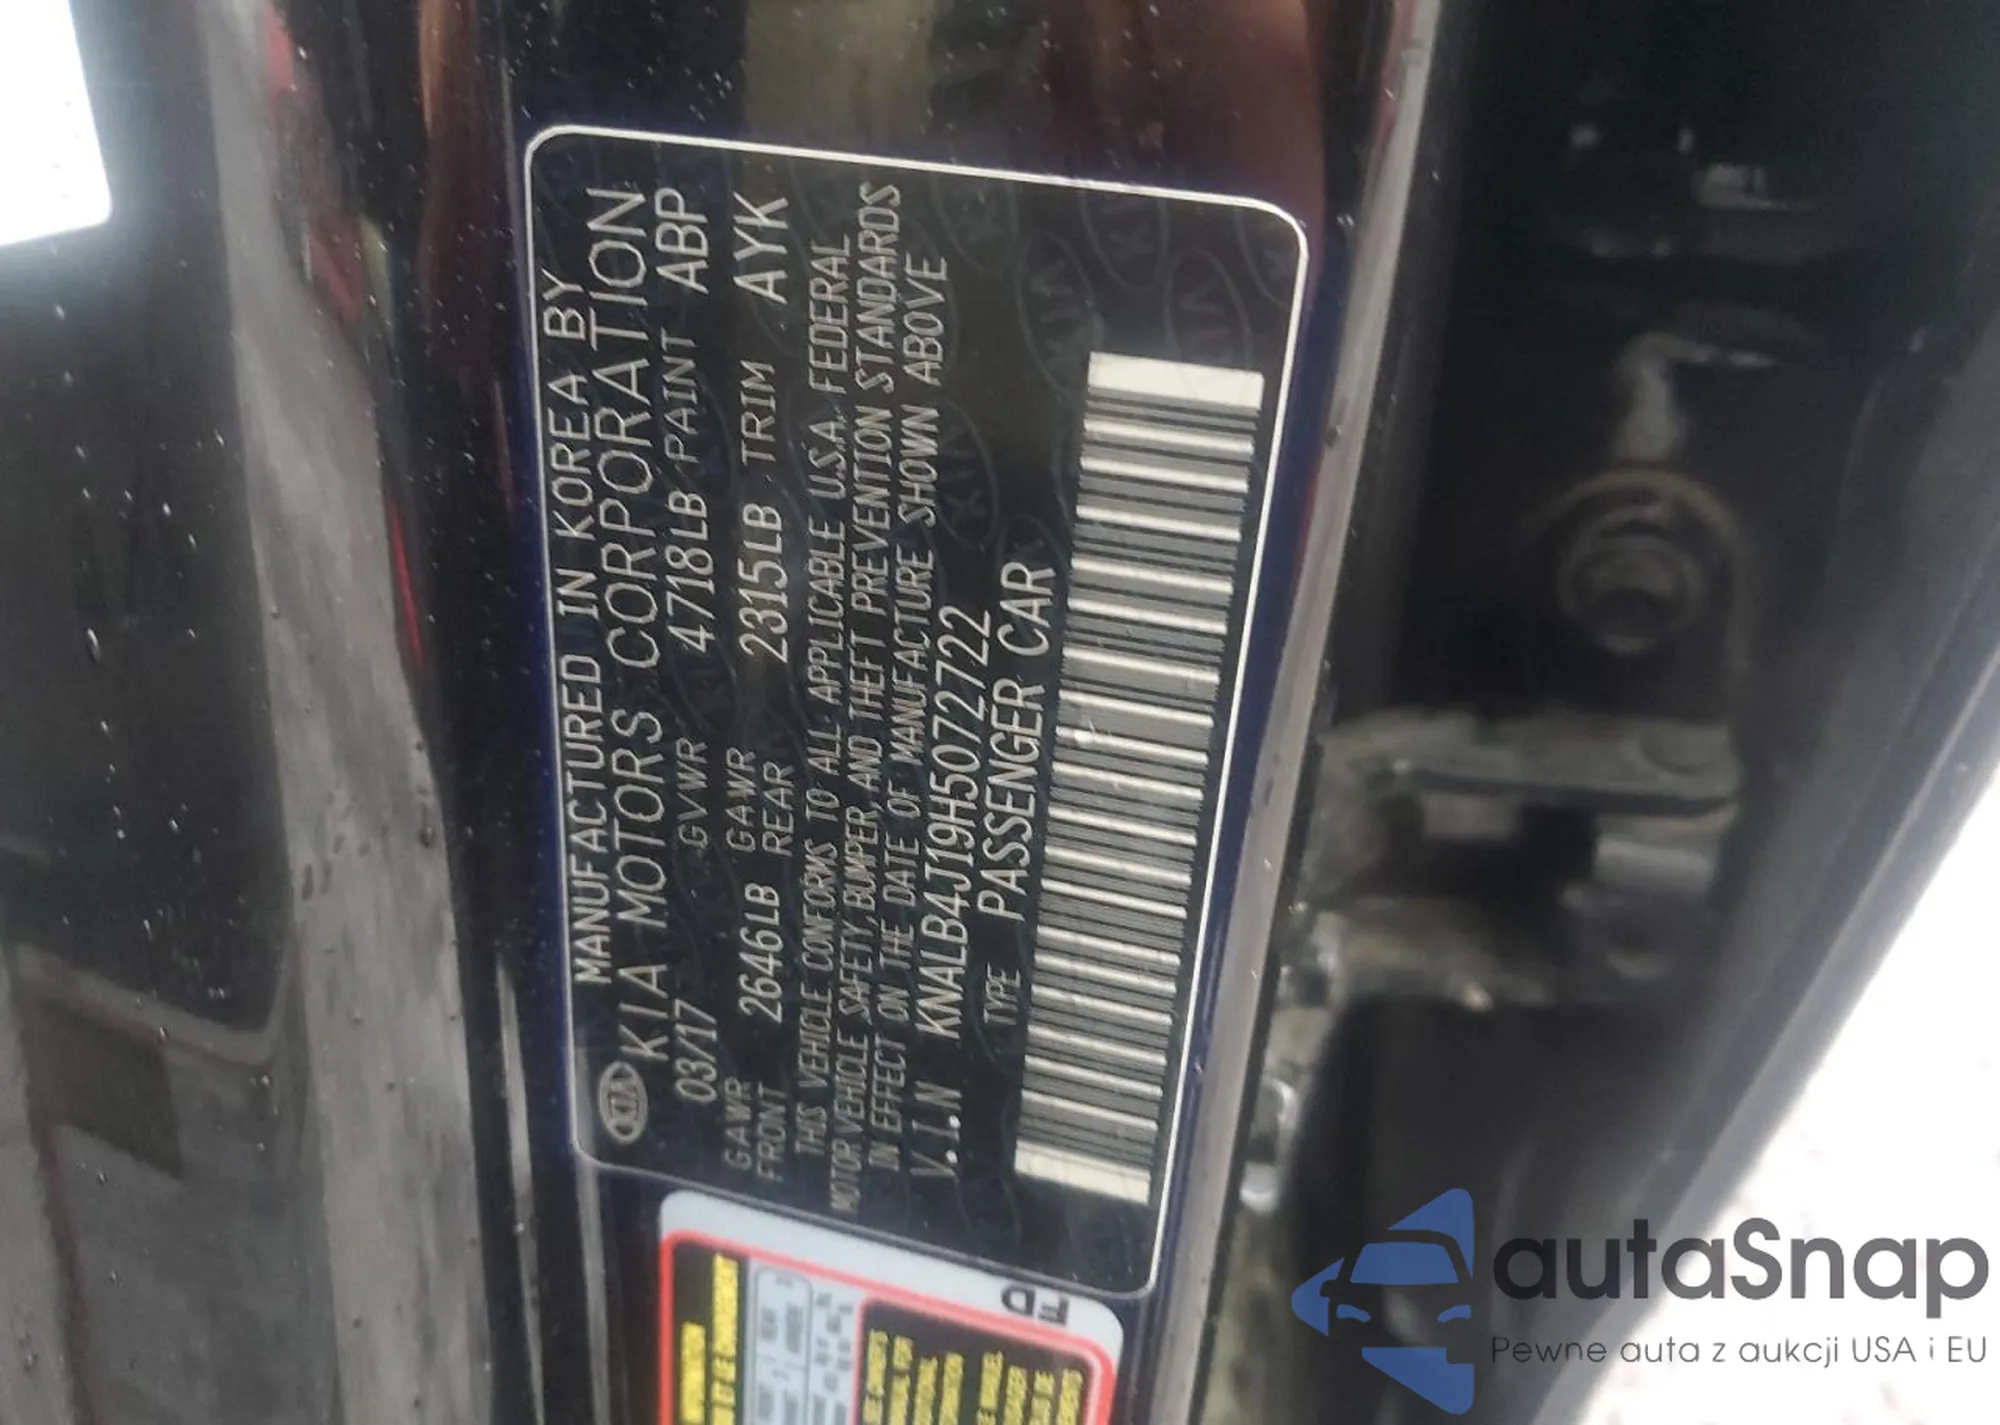 MANUFACTURED IN KOREA BY
KIA KIA MOTORS CORPORATION
03/17 GVWR 4718LB PAINT ABP
GAWR FRONT 2646LB GAWR REAR 2315LB TRIM AYK
THIS VEHICLE CONFORMS TO ALL APPLICABLE U.S.A. FEDERAL
MOTOR VEHICLE SAFETY, BUMPER, AND THEFT PREVENTION STANDARDS
IN EFFECT ON THE DATE OF MANUFACTURE SHOWN ABOVE
V.I.N KNALB4J19H5072722
TYPE PASSENGER CAR
autaSnap
Pewne auta z aukcji USA i EU